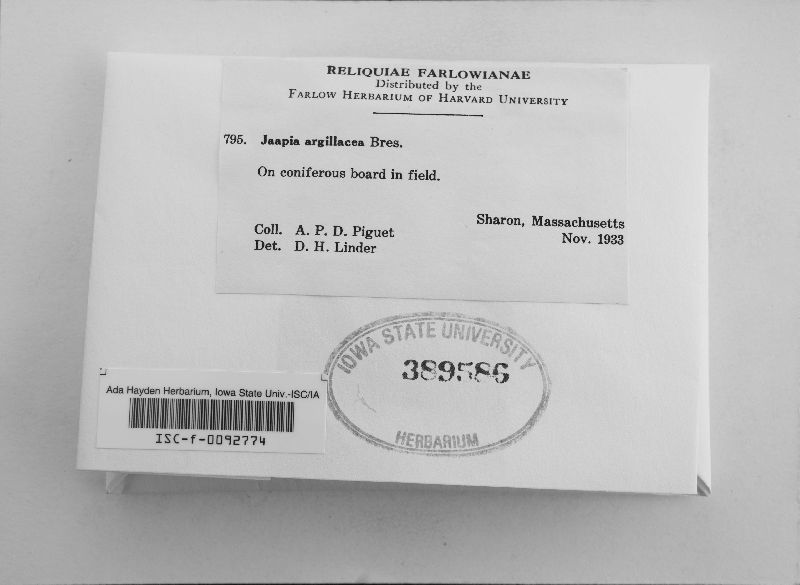 RELIQUIAE FARLOWIANAE
Distributed by the
FARLOW HERBARIUM OF HARVARD UNIVERSITY
795. Jaapia argillacea Bres.
On coniferous board in field.
Sharon, Massachusetts
Nov. 1933
Coll. A. P. D. Piguet
Det. D. H. Linder
IOWA STATE UNIVERSITY
389586
HERBARIUM
Ada Hayden Herbarium, Iowa State Univ.-ISC/IA
ISC-f-0092774